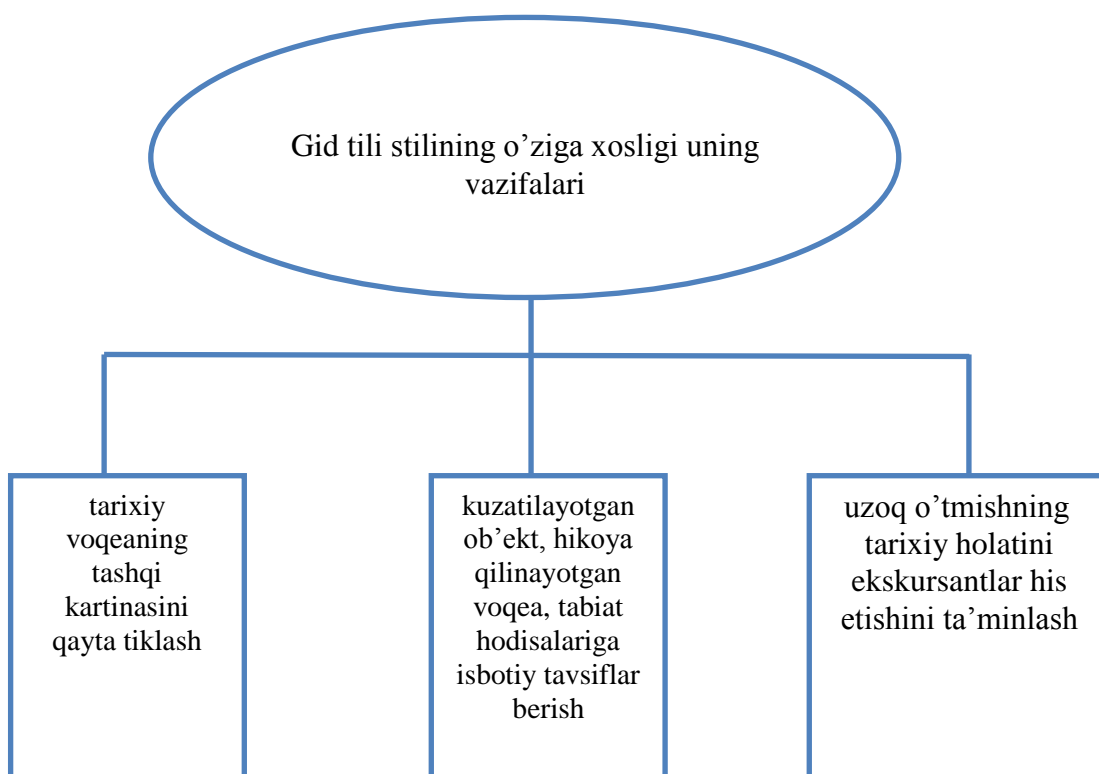 Gid tili stilining o’ziga xosligi uning
vazifalari
tarixiy
voqeaning
tashqi
kartinasini
qayta tiklash
kuzatilayotgan
ob’ekt, hikoya
qilinayotgan
voqea, tabiat
hodisalariga
isbotiy tavsiflar
berish
uzoq o’tmishning
tarixiy holatini
ekskursantlar his
etishini ta’minlash